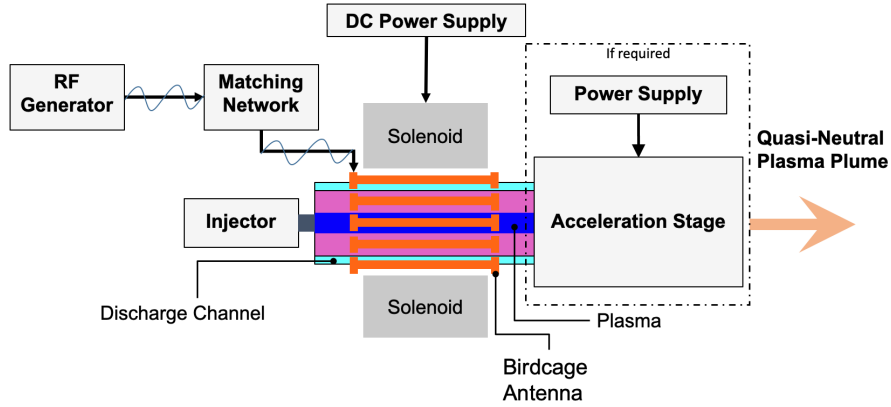 DC Power Supply
If required
RF
Generator
Matching
Network
Power Supply
Solenoid
Quasi-Neutral
Plasma Plume
Injector
Acceleration Stage
Discharge Channel
Solenoid
Plasma
Birdcage
Antenna